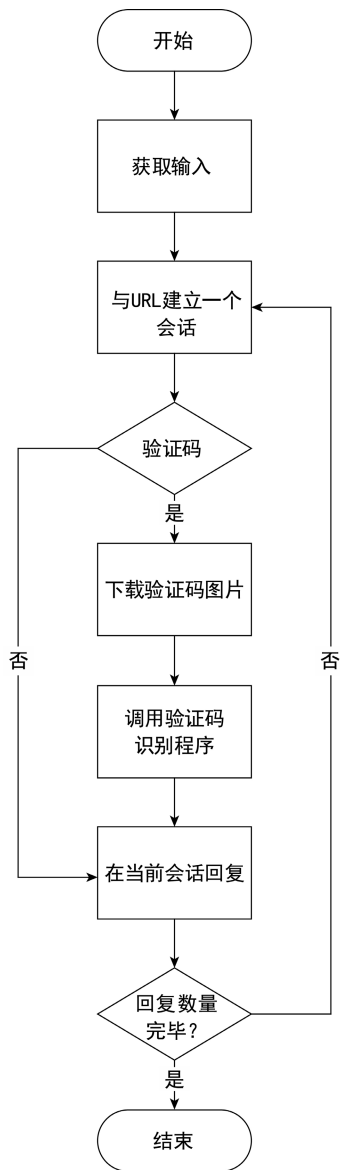 开始
获取输入
与URL建立一个
会话
验证码
是
下载验证码图片
否
否
调用验证码
识别程序
在当前会话回复
回复数量
完毕?
是
结束